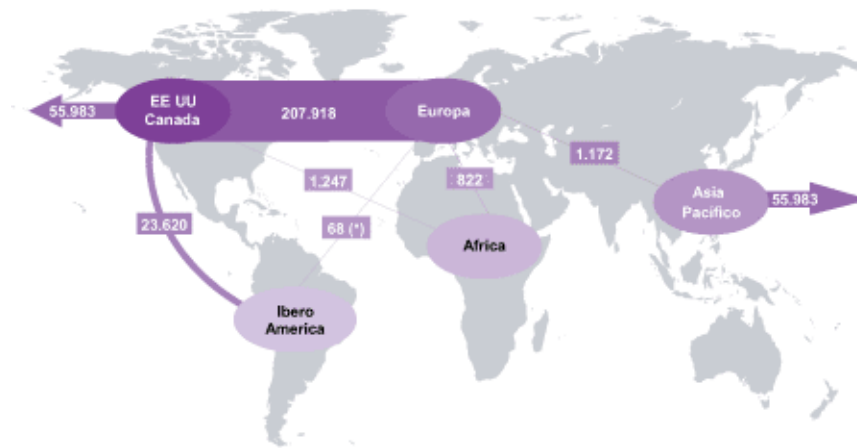 EE UU
Canada
55.983
207.918
Europa
1.172
1.247
822
Asia
Pacifico
55.983
23.620
68 (*)
Africa
Ibero
America